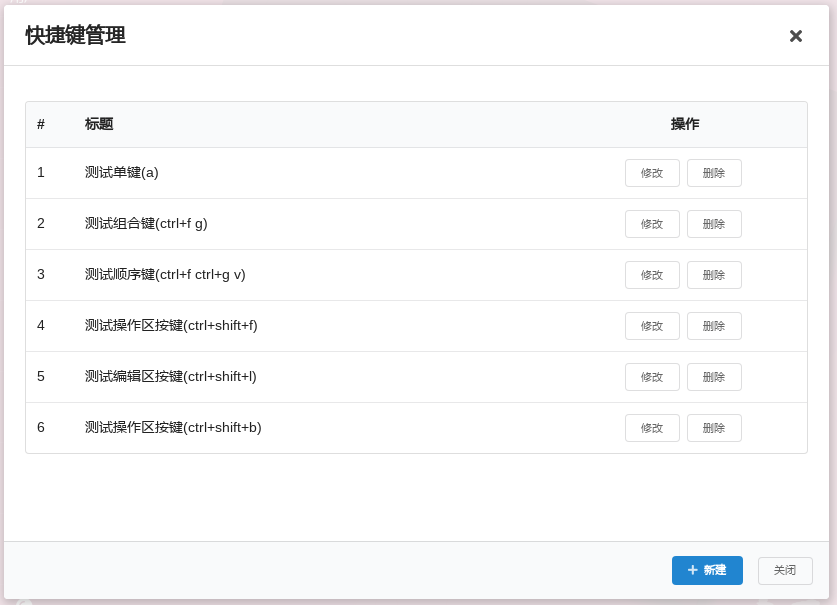 快捷键管理
# 标题 操作
1 测试单键(a) 修改 删除
2 测试组合键(ctrl+f g) 修改 删除
3 测试顺序键(ctrl+f ctrl+g v) 修改 删除
4 测试操作区按键(ctrl+shift+f) 修改 删除
5 测试编辑区按键(ctrl+shift+l) 修改 删除
6 测试操作区按键(ctrl+shift+b) 修改 删除
+ 新建 关闭